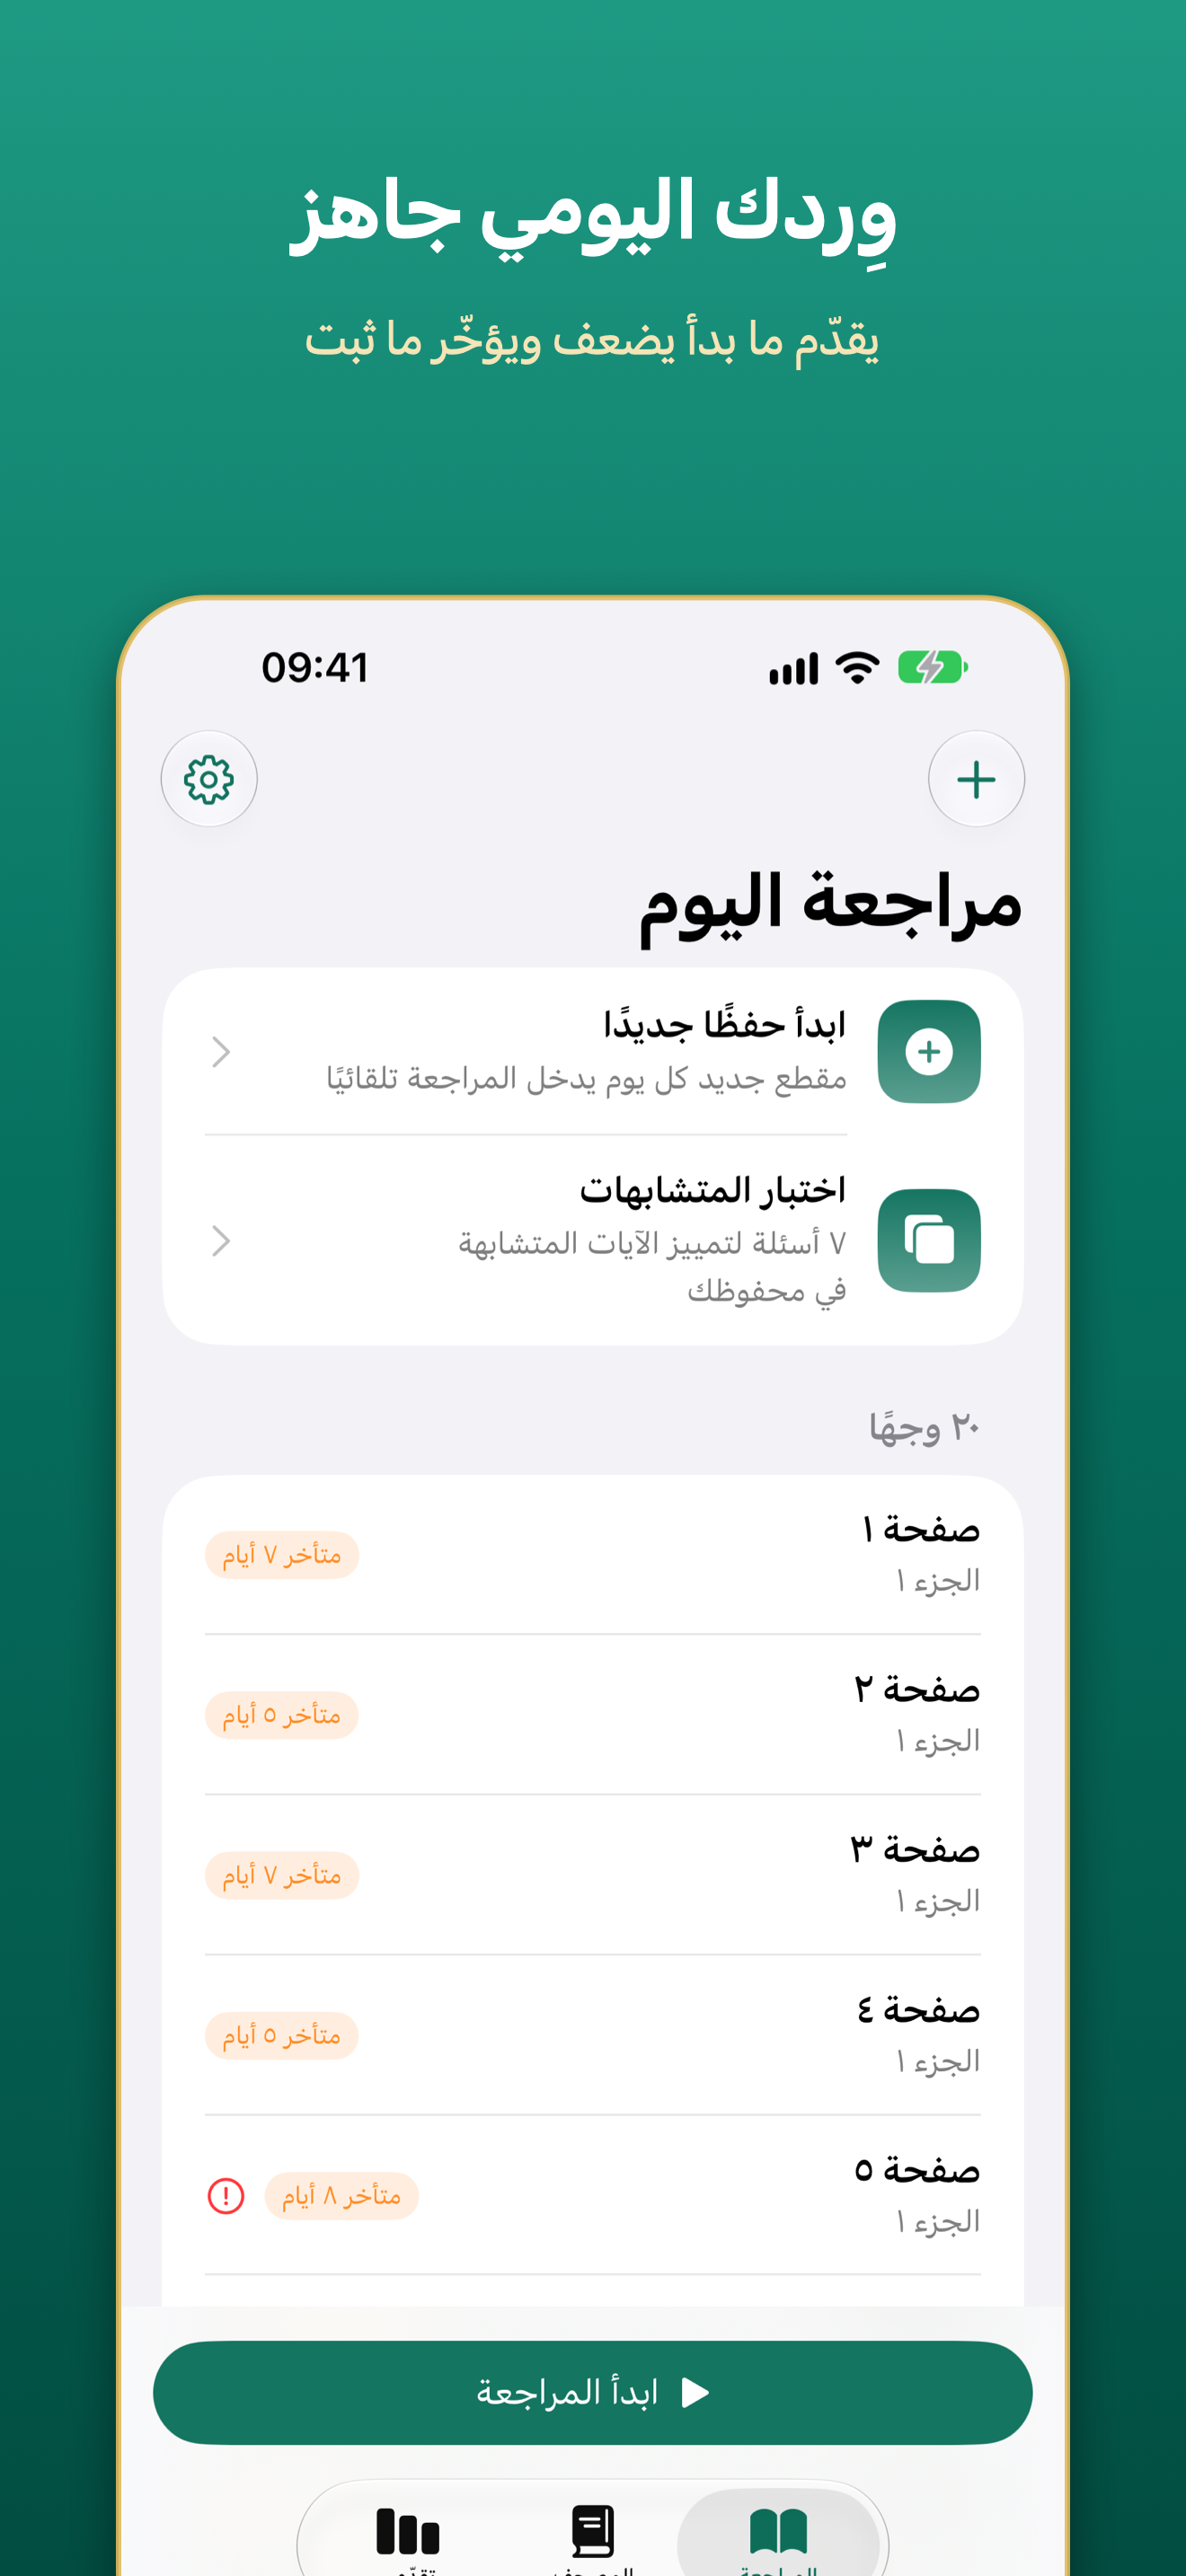 وِردك اليومي جاهز
يقدّم ما بدأ يضعف ويؤخّر ما ثبت
09:41
مراجعة اليوم
ابدأ حفظًا جديدًا
مقطع جديد كل يوم يدخل المراجعة تلقائيًا
اختبار المتشابهات
٧ أسئلة لتمييز الآيات المتشابهة
في محفوظك
٢٠ وجهًا
صفحة ١
متأخر ٧ أيام
الجزء ١
صفحة ٢
متأخر ٥ أيام
الجزء ١
صفحة ٣
متأخر ٧ أيام
الجزء ١
صفحة ٤
متأخر ٥ أيام
الجزء ١
صفحة ٥
متأخر ٨ أيام
الجزء ١
ابدأ المراجعة